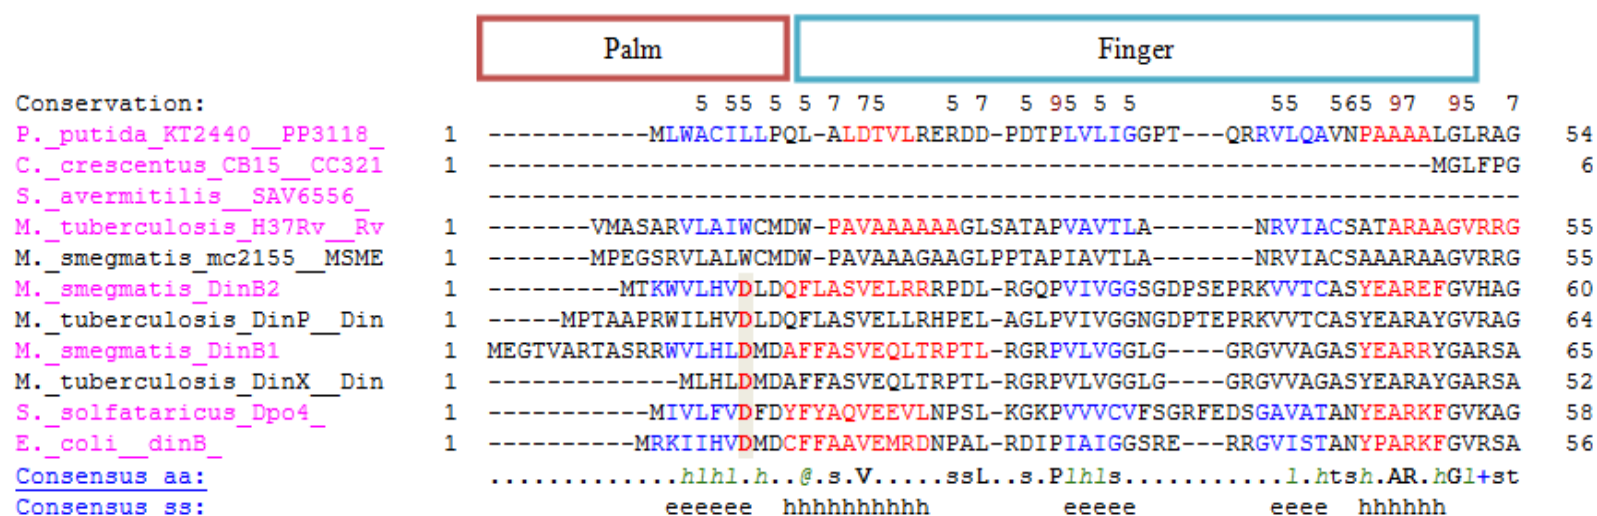 Palm Finger
Conservation: 5 55 5 5 7 75 5 7 5 95 5 5 55 565 97 95 7
P._putida_KT2440__PP3118_ 1 -----------MLWACILLPQL-ALDTVLRERDD-PDTPLVLIGGPT---QRRVLQAVNPAAAALGLRAG 54
C._crescentus_CB15__CC321 1 ----------------------------------------------------------------MGLFPG 6
S._avermitilis__SAV6556_ ----------------------------------------------------------------------
M._tuberculosis_H37Rv__Rv 1 -------VMASARVLAIWCMDW-PAVAAAAAAGLSATAPVAVTLA-------NRVIACSATARAAGVRRG 55
M._smegmatis_mc2155__MSME 1 -------MPEGSRVLALWCMDW-PAVAAAGAAGLPPTAPIAVTLA-------NRVIACSAAARAAGVRRG 55
M._smegmatis_DinB2 1 ---------MTKWVLHVDLDQFLASVELRRRPDL-RGQPVIVGGSGDPSEPRKVVTCASYEAREFGVHAG 60
M._tuberculosis_DinP__Din 1 -----MPTAAPRWILHVDLDQFLASVELLRHPEL-AGLPVIVGGNGDPTEPRKVVTCASYEARAYGVRAG 64
M._smegmatis_DinB1 1 MEGTVARTASRRWVLHLDMDAFFASVEQLTRPTL-RGRPVLVGGLG----GRGVVAGASYEARRYGARSA 65
M._tuberculosis_DinX__Din 1 -------------MLHLDMDAFFASVEQLTRPTL-RGRPVLVGGLG----GRGVVAGASYEARAYGARSA 52
S._solfataricus_Dpo4_ 1 -----------MIVLFVDFDYFYAQVEEVLNPSL-KGKPVVVCVFSGRFEDSGAVATANYEARKFGVKAG 58
E._coli__dinB_ 1 ----------MRKIIHVDMDCFFAAVEMRDNPAL-RDIPIAIGGSRE---RRGVISTANYPARKFGVRSA 56
Consensus aa: .............hlhl.h..@.s.V.....ssL..s.Plhls...........l.htsh.AR.hGl+st
Consensus ss: eeeeee hhhhhhhhhh eeeee eeee hhhhhh